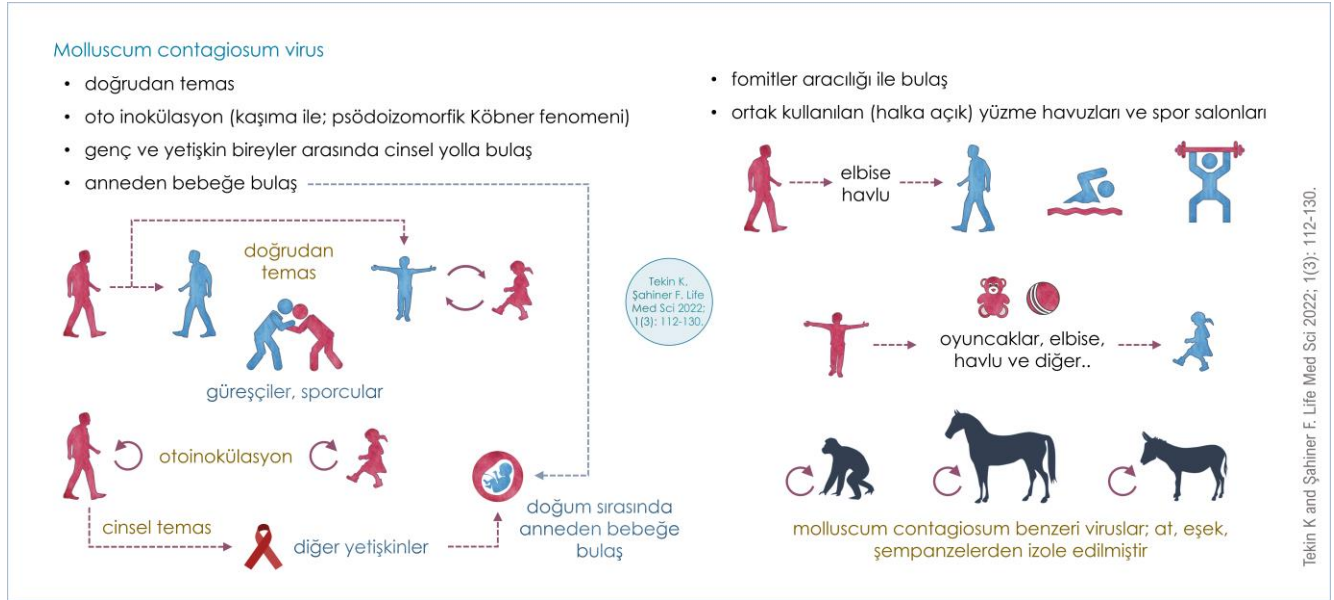 Molluscum contagiosum virus
• doğrudan temas
• oto inokülasyon (kaşıma ile; psödoizomorfik Köbner fenomeni)
• genç ve yetişkin bireyler arasında cinsel yolla bulaş
• anneden bebeğe bulaş
doğrudan
temas
güreşçiler, sporcular
otoinokülasyon
cinsel temas
diğer yetişkinler
doğum sırasında
anneden bebeğe
bulaş
Tekin K.
Şahiner F. Life
Med Sci 2022;
1(3): 112-130.
• fomitler aracılığı ile bulaş
• ortak kullanılan (halka açık) yüzme havuzları ve spor salonları
elbise
havlu
oyuncaklar, elbise,
havlu ve diğer..
molluscum contagiosum benzeri viruslar; at, eşek,
şempanzelerden izole edilmiştir
Tekin K and Şahiner F. Life Med Sci 2022; 1(3): 112-130.